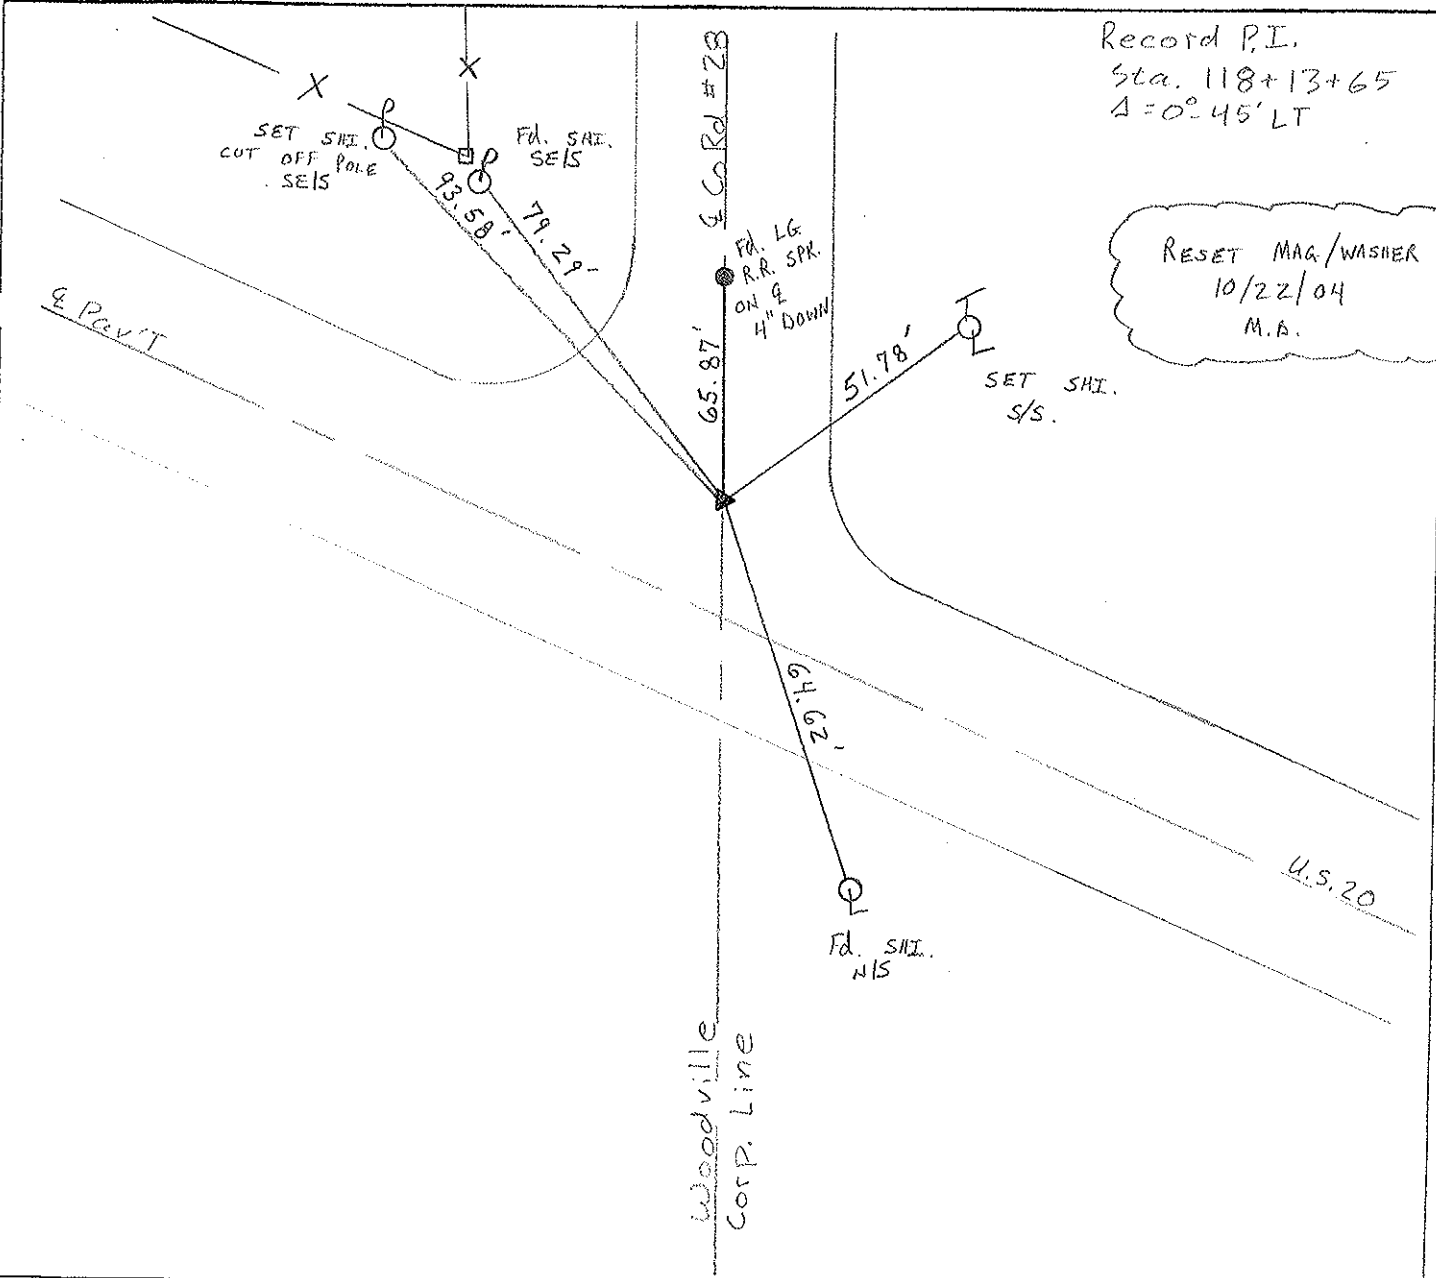 Record P.I.
Sta. 118+13+65
Δ=0°-45' LT
RESET MAG/WASHER
10/22/04
M.D.
SET SHI.
CUT OFF POLE
SE/S
Fd. SHI.
SE/S
93.58'
79.29'
℄ Co Rd #28
Fd. LG.
R.R. SPK.
ON ℄
4" DOWN
65.87'
51.78'
SET SHI.
S/S.
℄ Pav'T
64.62'
Fd. SHI.
N/S
U.S. 20
Woodville
Corp. Line